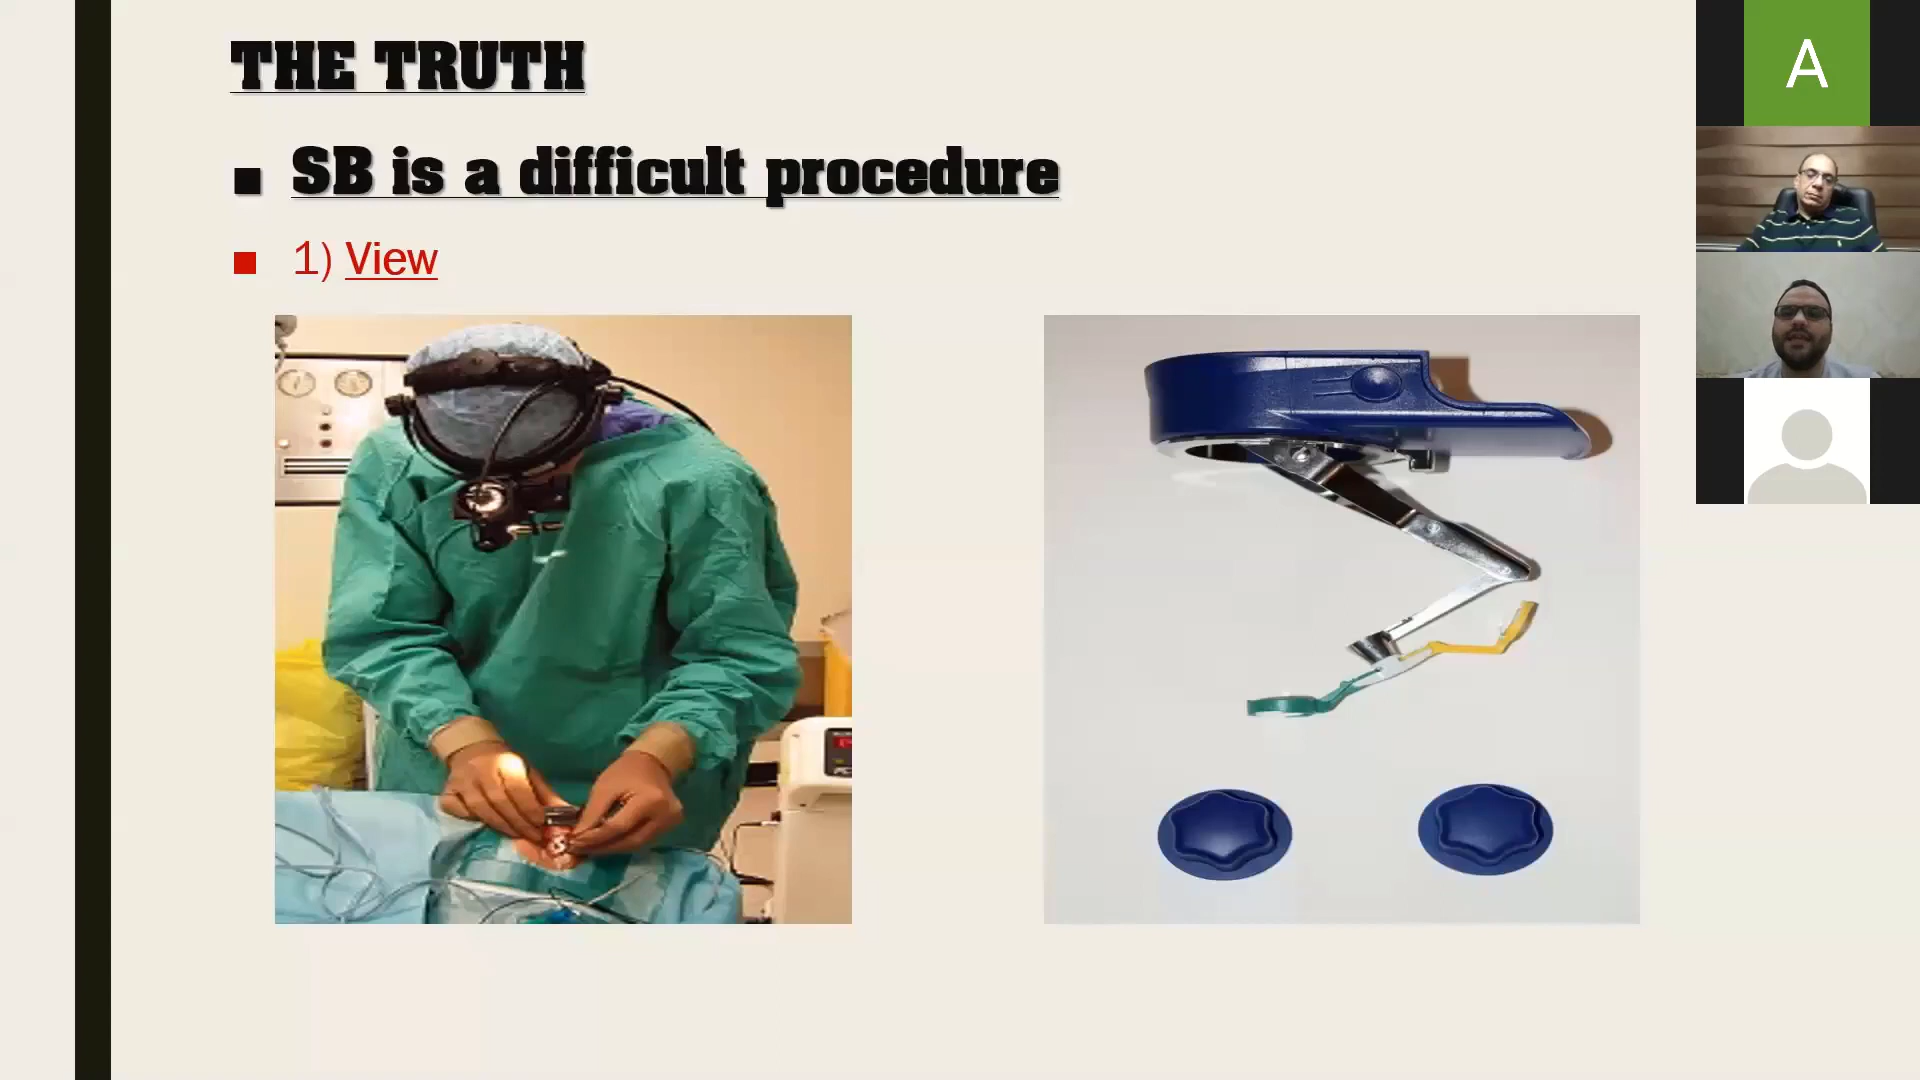 THE TRUTH
SB is a difficult procedure
1) View
A